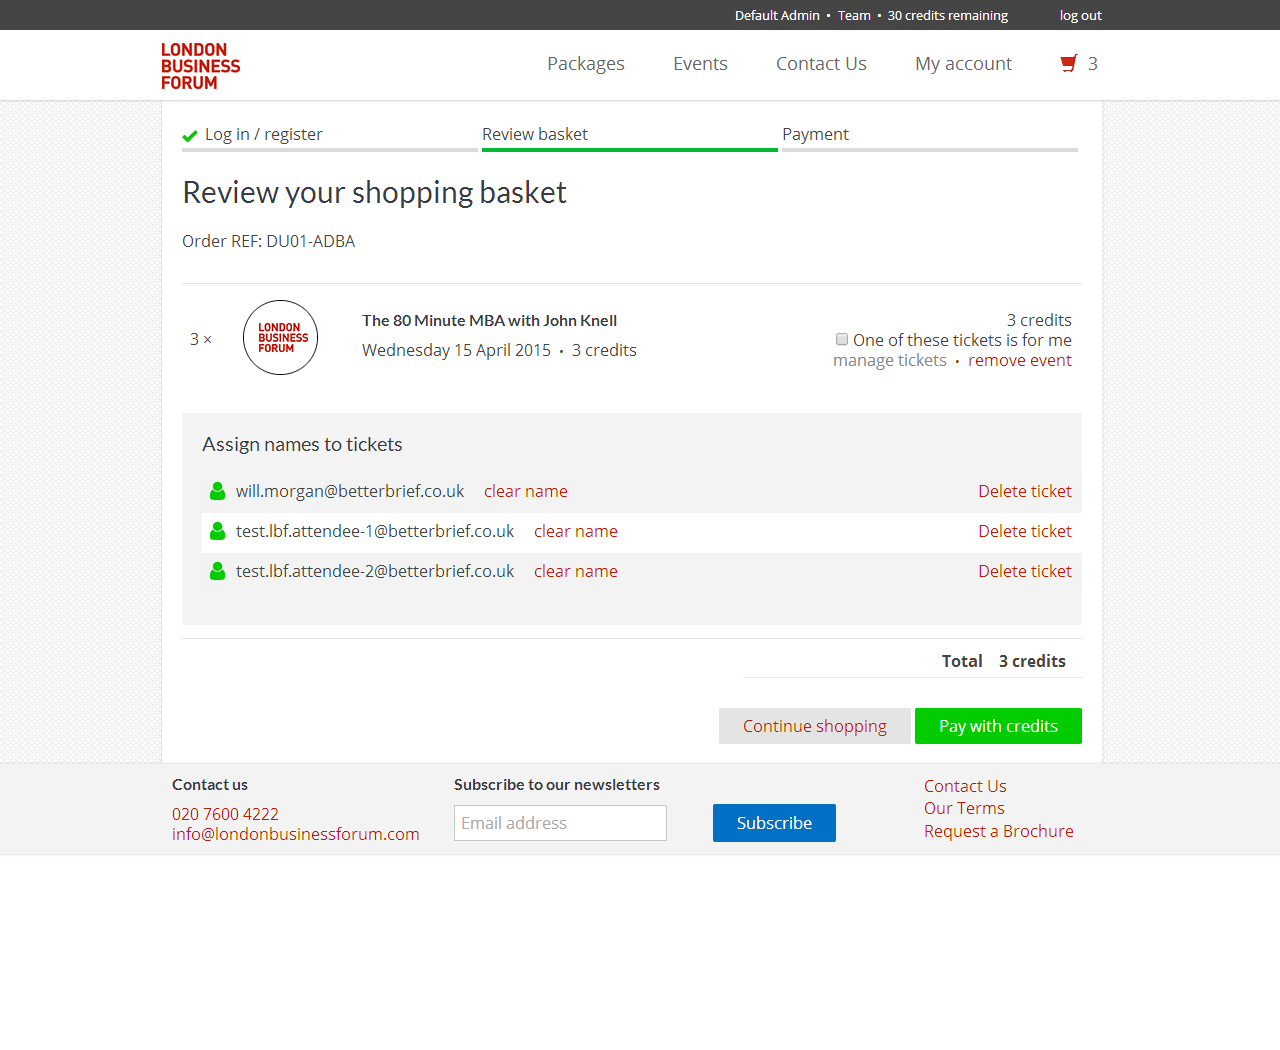 Default Admin • Team • 30 credits remaining log out
LONDON
BUSINESS
FORUM
Packages Events Contact Us My account 3
Log in / register Review basket Payment
Review your shopping basket
Order REF: DU01-ADBA
3 ×
LONDON
BUSINESS
FORUM
The 80 Minute MBA with John Knell
Wednesday 15 April 2015 • 3 credits
3 credits
One of these tickets is for me
manage tickets • remove event
Assign names to tickets
will.morgan@betterbrief.co.uk clear name Delete ticket
test.lbf.attendee-1@betterbrief.co.uk clear name Delete ticket
test.lbf.attendee-2@betterbrief.co.uk clear name Delete ticket
Total 3 credits
Continue shopping Pay with credits
Contact us
020 7600 4222
info@londonbusinessforum.com
Subscribe to our newsletters
Email address Subscribe
Contact Us
Our Terms
Request a Brochure